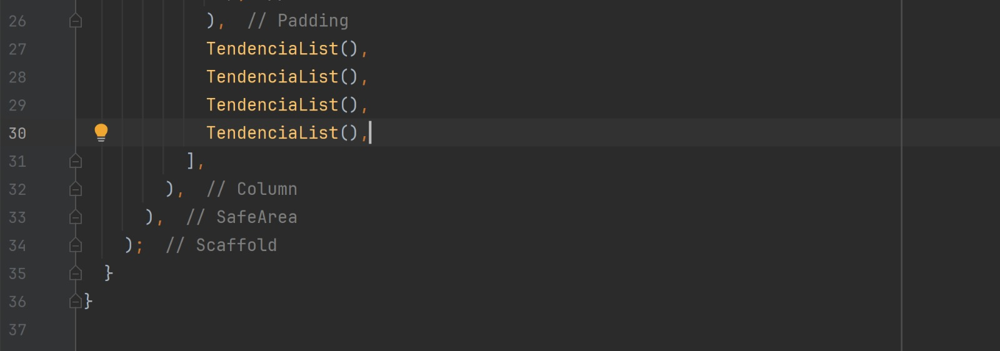 26 ),  // Padding
27 TendenciaList(),
28 TendenciaList(),
29 TendenciaList(),
30 TendenciaList(),
31 ],
32 ),  // Column
33 ),  // SafeArea
34 );  // Scaffold
35 }
36 }
37